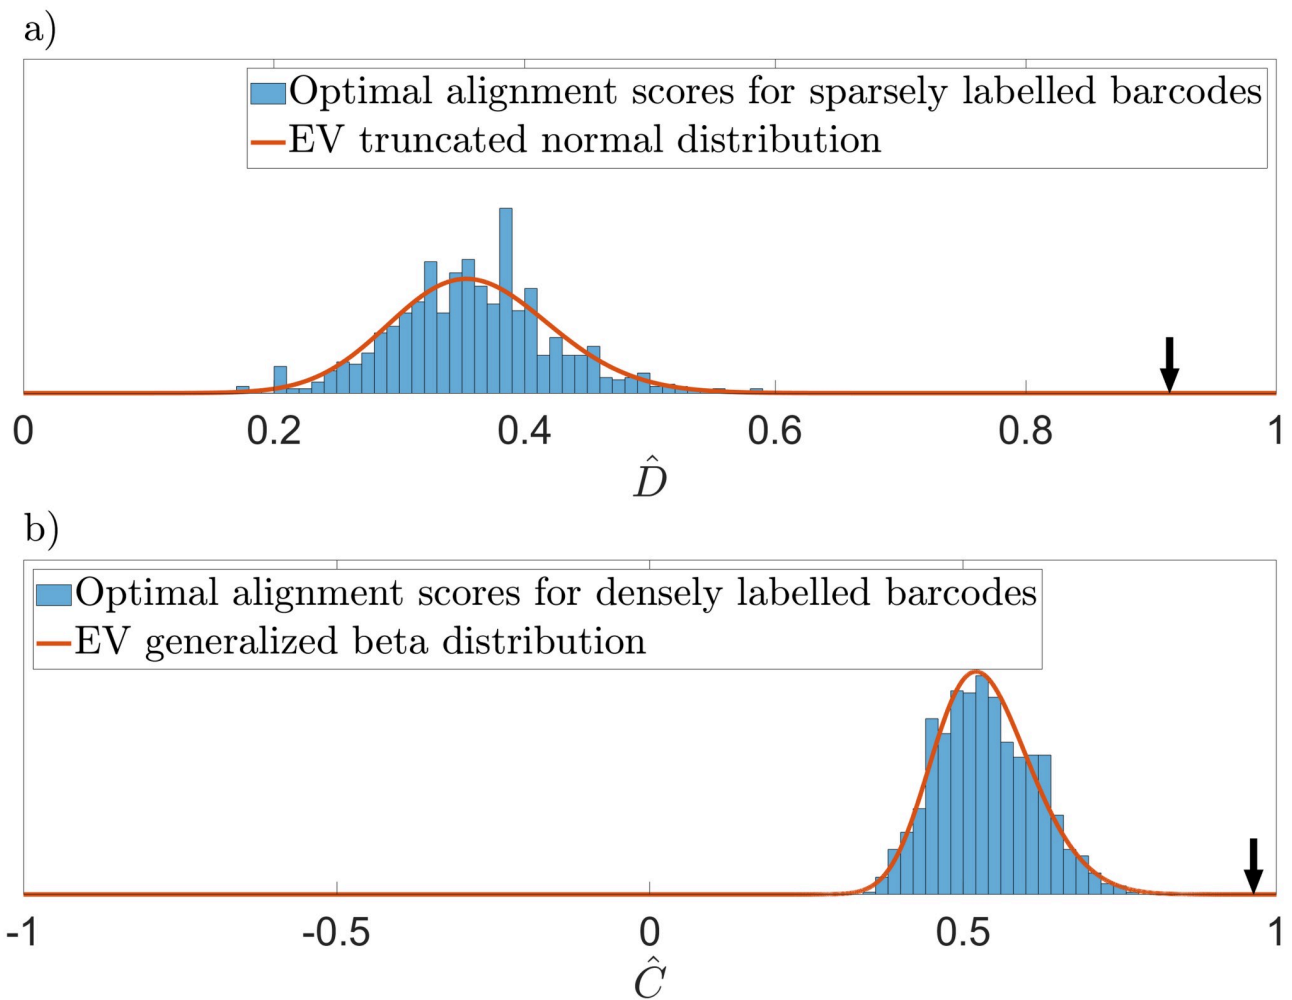 a)
Optimal alignment scores for sparsely labelled barcodes
EV truncated normal distribution
0 0.2 0.4 0.6 0.8 1
D̂
b)
Optimal alignment scores for densely labelled barcodes
EV generalized beta distribution
-1 -0.5 0 0.5 1
Ĉ